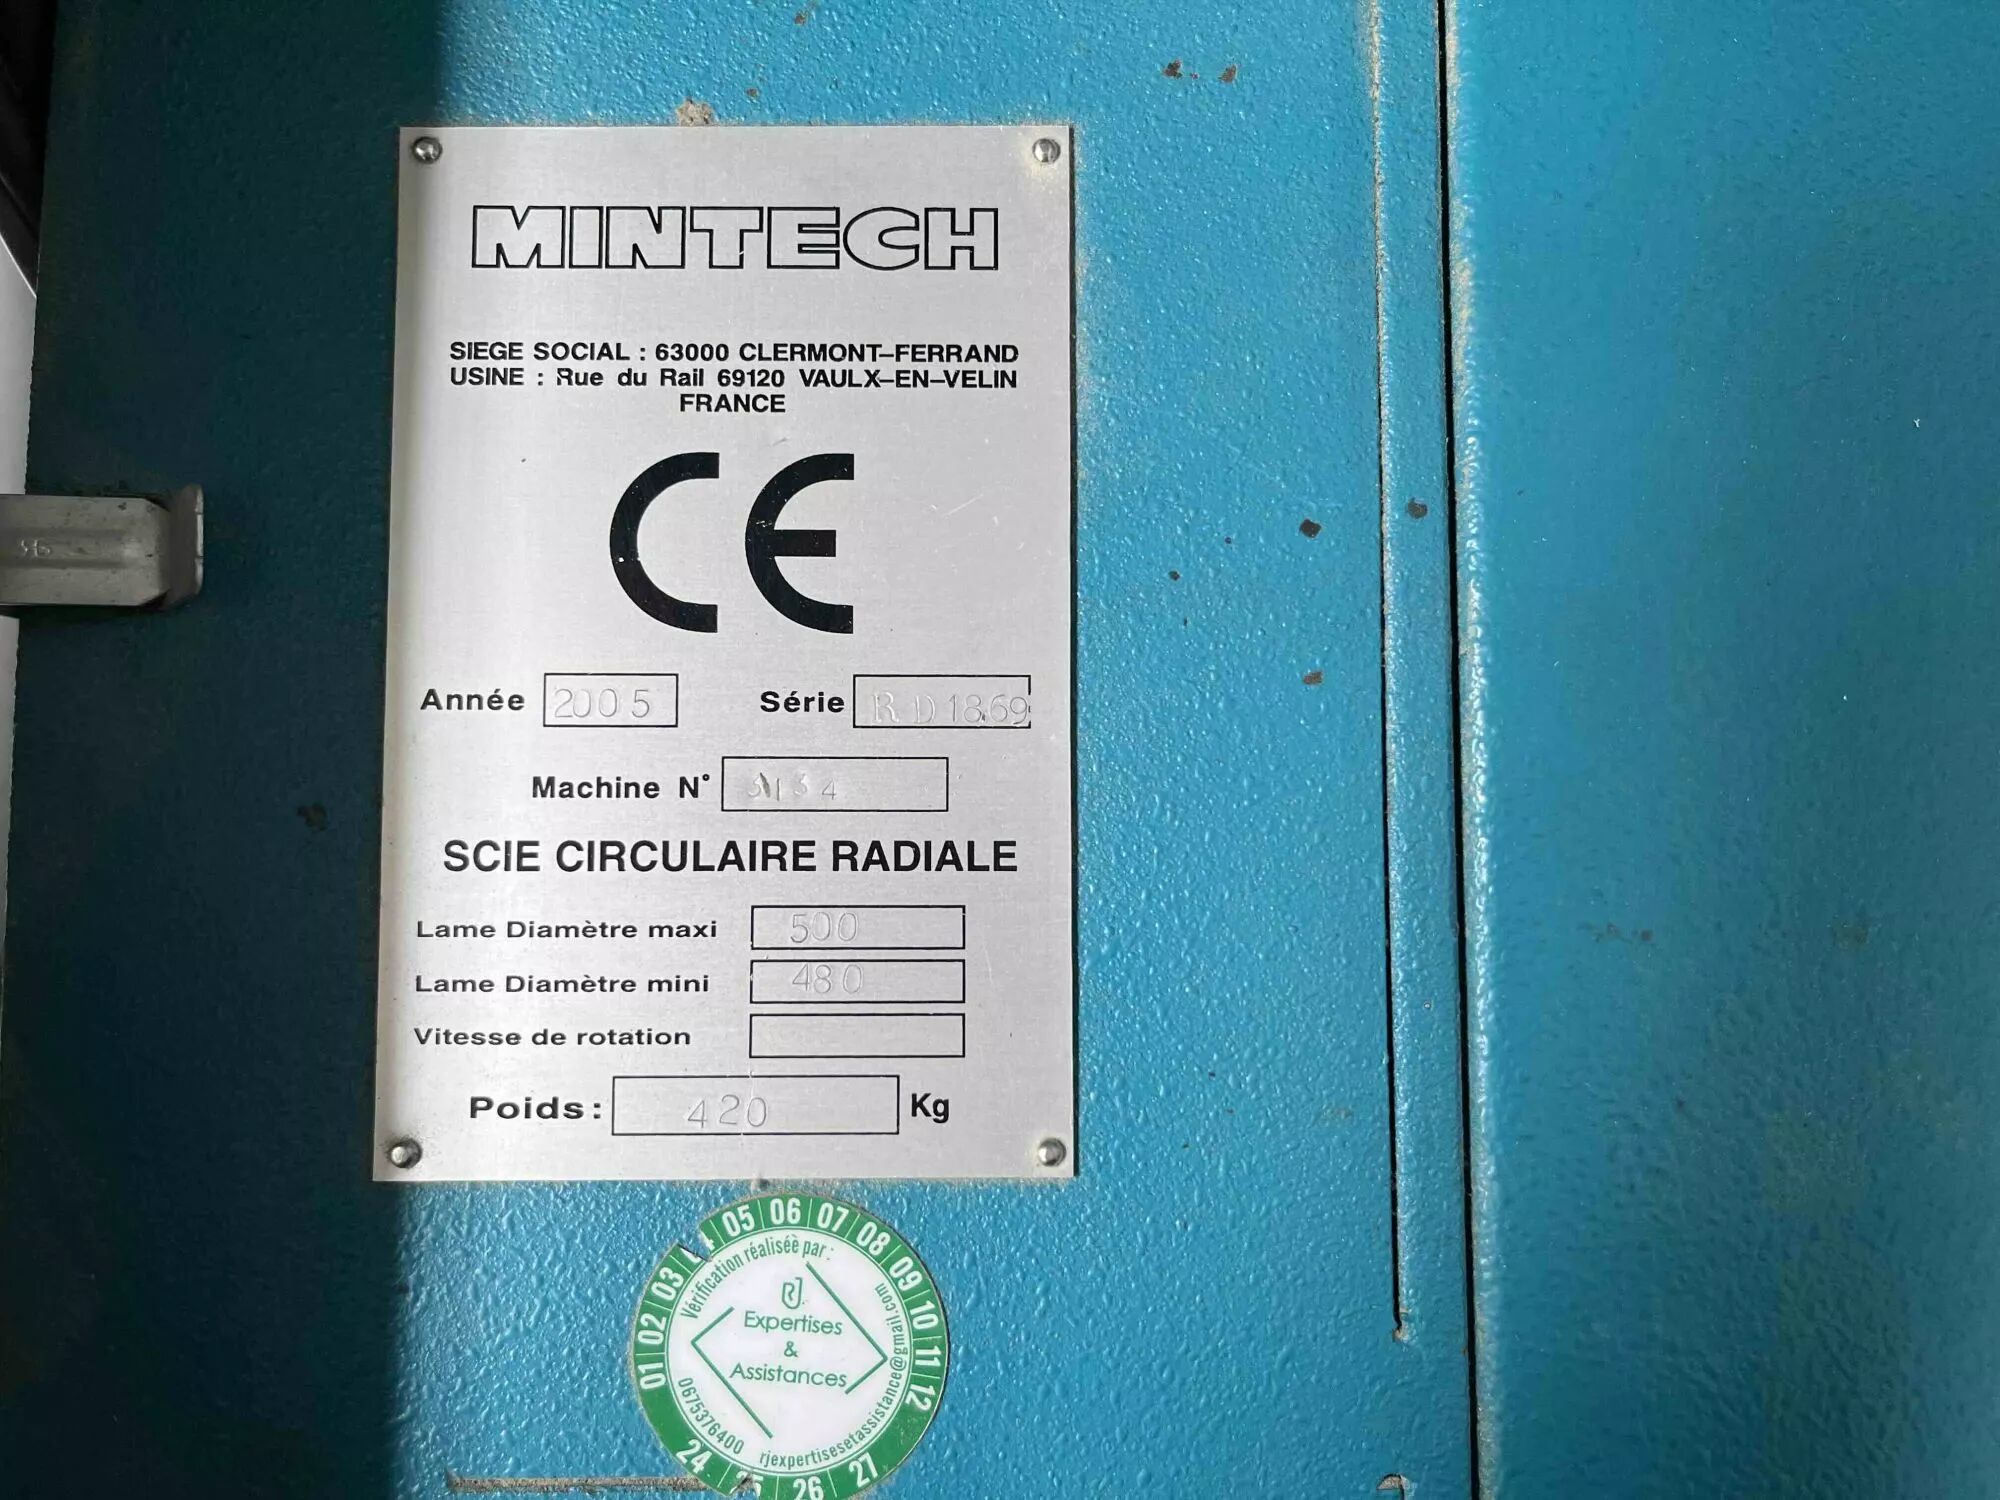 MINTECH
SIEGE SOCIAL : 63000 CLERMONT-FERRAND
USINE : Rue du Rail 69120 VAULX-EN-VELIN
FRANCE
CE
Année 2005 Série RD1869
Machine N° 3134
SCIE CIRCULAIRE RADIALE
Lame Diamètre maxi 500
Lame Diamètre mini 480
Vitesse de rotation
Poids : 420 Kg
01 02 03 05 06 07 08 09 10 11 12
Vérification réalisée par :
RJ
Expertises
&
Assistances
0675376400
rjexpertisesetassistance@gmail.com
24 26 27